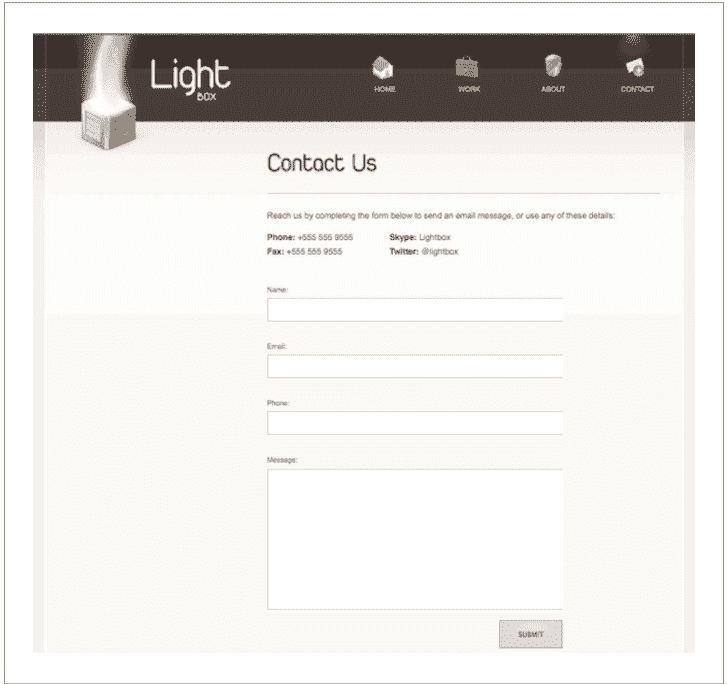 Light
BOX
HOME WORK ABOUT CONTACT
Contact Us
Reach us by completing the form below to send an email message, or use any of these details:
Phone: +555 555 9555 Skype: Lightbox
Fax: +555 555 9555 Twitter: @lightbox
Name:
Email:
Phone:
Message:
SUBMIT